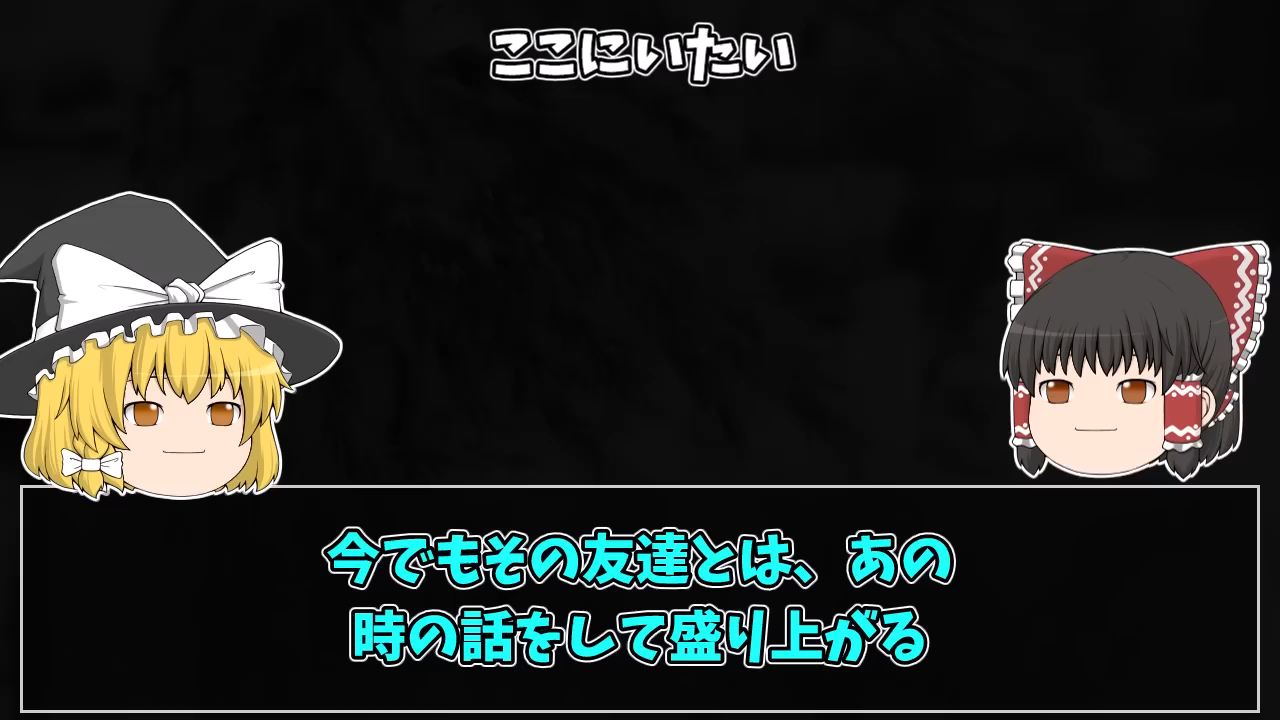 ここにいたい
今でもその友達とは、あの
時の話をして盛り上がる